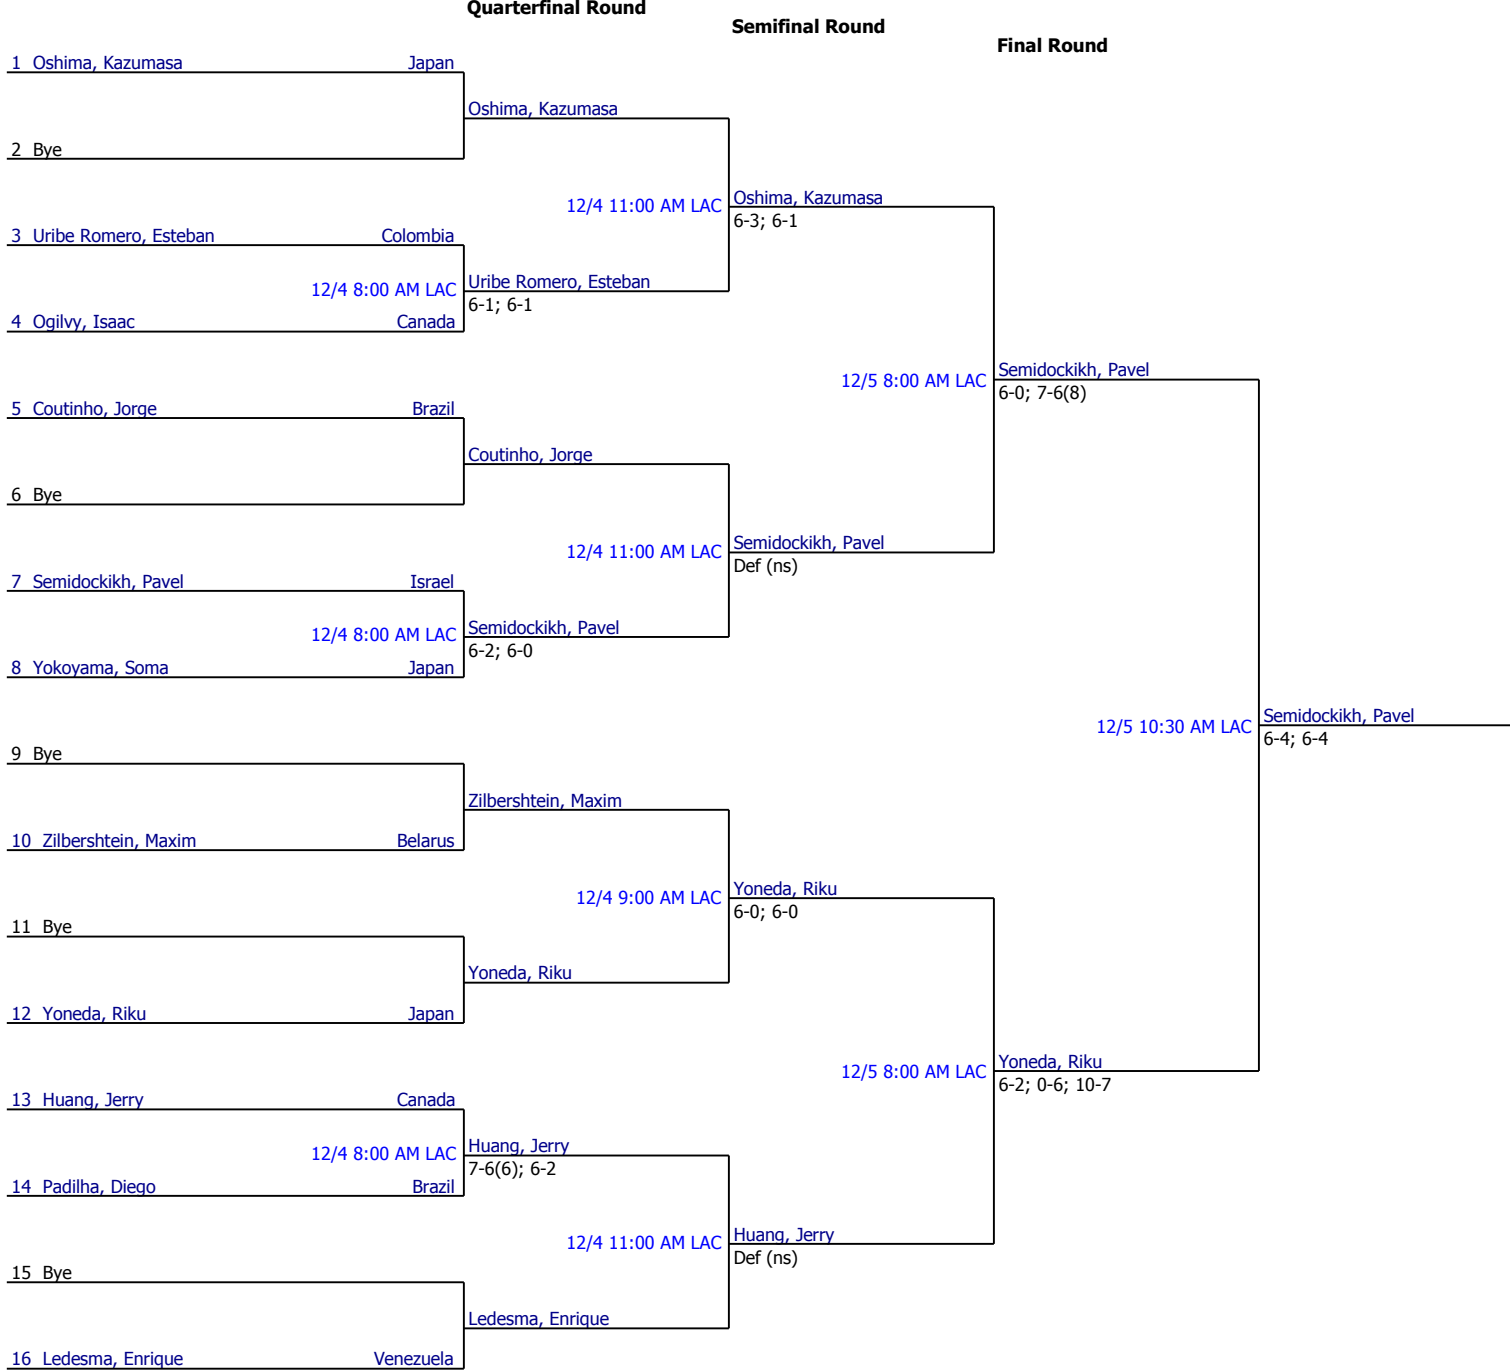 Quarterfinal Round
Semifinal Round
Final Round
1 Oshima, Kazumasa Japan
Oshima, Kazumasa
2 Bye
12/4 11:00 AM LAC Oshima, Kazumasa
6-3; 6-1
3 Uribe Romero, Esteban Colombia
12/4 8:00 AM LAC Uribe Romero, Esteban
6-1; 6-1
4 Ogilvy, Isaac Canada
12/5 8:00 AM LAC Semidockikh, Pavel
6-0; 7-6(8)
5 Coutinho, Jorge Brazil
Coutinho, Jorge
6 Bye
12/4 11:00 AM LAC Semidockikh, Pavel
Def (ns)
7 Semidockikh, Pavel Israel
12/4 8:00 AM LAC Semidockikh, Pavel
6-2; 6-0
8 Yokoyama, Soma Japan
12/5 10:30 AM LAC Semidockikh, Pavel
6-4; 6-4
9 Bye
Zilbershtein, Maxim
10 Zilbershtein, Maxim Belarus
12/4 9:00 AM LAC Yoneda, Riku
6-0; 6-0
11 Bye
Yoneda, Riku
12 Yoneda, Riku Japan
12/5 8:00 AM LAC Yoneda, Riku
6-2; 0-6; 10-7
13 Huang, Jerry Canada
12/4 8:00 AM LAC Huang, Jerry
7-6(6); 6-2
14 Padilha, Diego Brazil
12/4 11:00 AM LAC Huang, Jerry
Def (ns)
15 Bye
Ledesma, Enrique
16 Ledesma, Enrique Venezuela